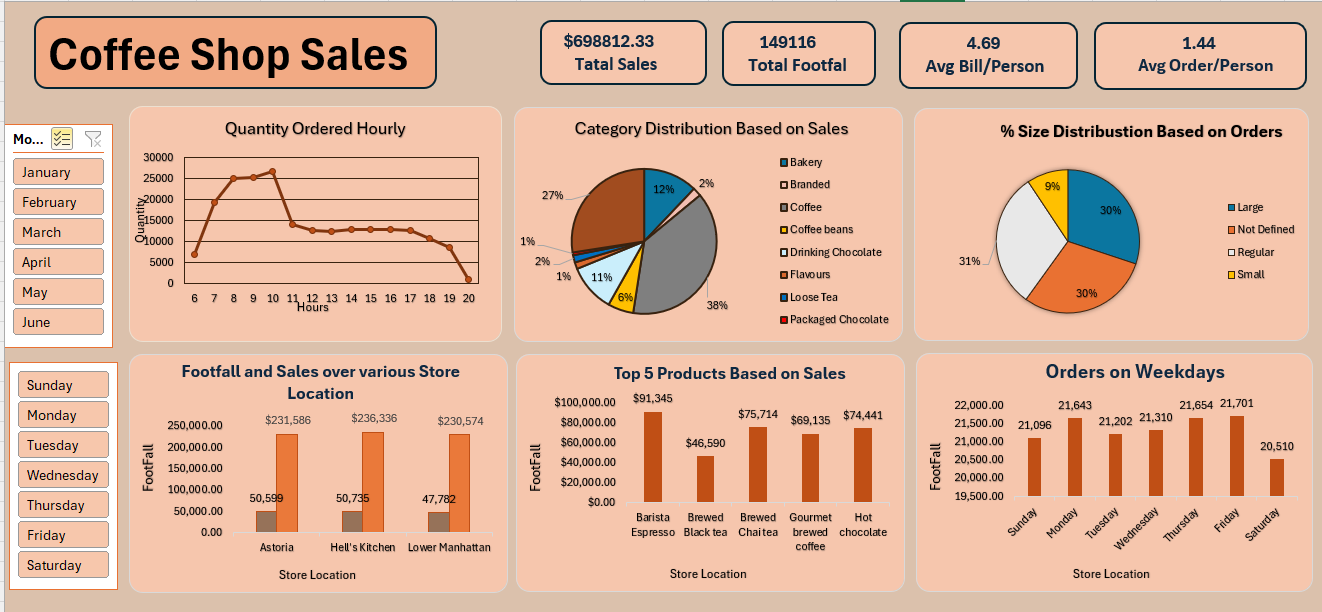 Coffee Shop Sales
$698812.33
Tatal Sales
149116
Total Footfal
4.69
Avg Bill/Person
1.44
Avg Order/Person
Mo...
January
February
March
April
May
June
Sunday
Monday
Tuesday
Wednesday
Thursday
Friday
Saturday
Quantity Ordered Hourly
Quantity
30000
25000
20000
15000
10000
5000
0
6 7 8 9 10 11 12 13 14 15 16 17 18 19 20
Hours
Category Distribution Based on Sales
12%
2%
38%
6%
11%
1%
2%
1%
27%
Bakery
Branded
Coffee
Coffee beans
Drinking Chocolate
Flavours
Loose Tea
Packaged Chocolate
% Size Distribustion Based on Orders
30%
30%
31%
9%
Large
Not Defined
Regular
Small
Footfall and Sales over various Store
Location
FootFall
250,000.00
200,000.00
150,000.00
100,000.00
50,000.00
0.00
$231,586
$236,336
$230,574
50,599
50,735
47,782
Astoria
Hell's Kitchen
Lower Manhattan
Store Location
Top 5 Products Based on Sales
FootFall
$100,000.00
$80,000.00
$60,000.00
$40,000.00
$20,000.00
$0.00
$91,345
$46,590
$75,714
$69,135
$74,441
Barista
Espresso
Brewed
Black tea
Brewed
Chai tea
Gourmet
brewed
coffee
Hot
chocolate
Store Location
Orders on Weekdays
FootFall
22,000.00
21,500.00
21,000.00
20,500.00
20,000.00
19,500.00
21,096
21,643
21,202
21,310
21,654
21,701
20,510
Sunday
Monday
Tuesday
Wednesday
Thursday
Friday
Saturday
Store Location